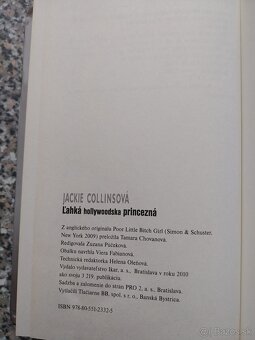 JACKIE COLLINSOVÁ
Ľahká hollywoodska princezná
Z anglického originálu Poor Little Bitch Girl (Simon & Schuster,
New York 2009) preložila Tamara Chovanová.
Redigovala Zuzana
Obálku navrhla Viera Fabianová.
Technická redaktorka Helena Oleňová.
Vydalo vydavateľstvo Ikar, a. s., Bratislava v roku 2010
ako svoju 3 219. publikáciu.
Sadzba a zalomenie do strán PRO 2, a. s., Bratislava.
Vytlačili Tlačiarne BB, spol. s r. o., Banská Bystrica.
ISBN 978-80-551-2332-5